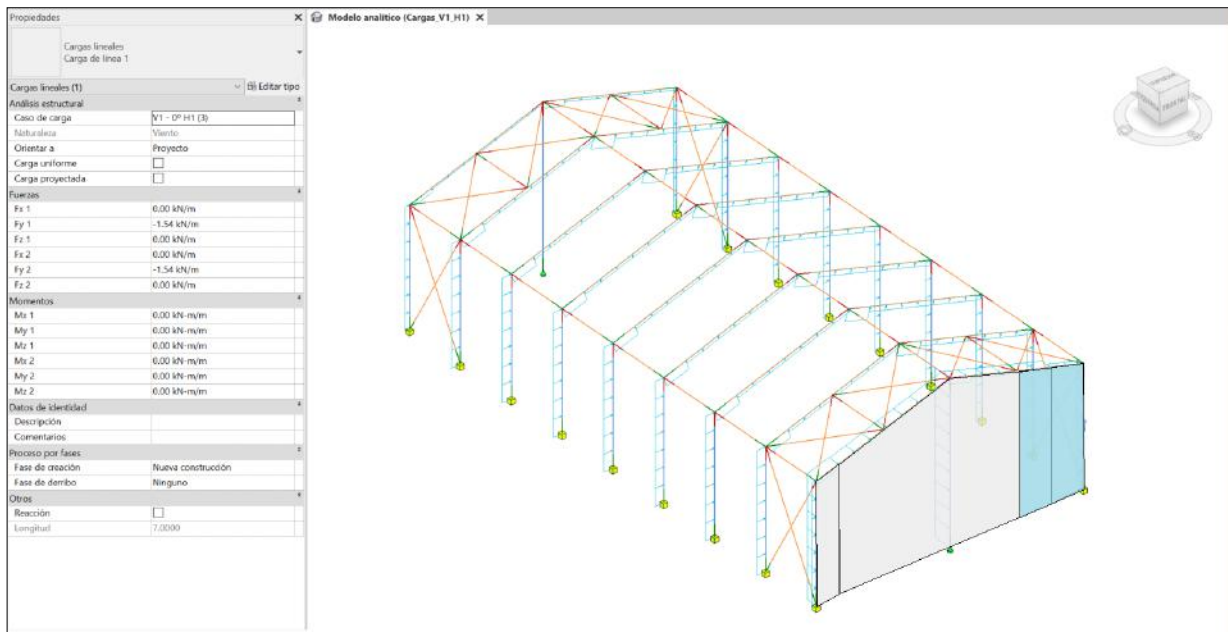 Propiedades
Modelo analítico (Cargas_V1_H1)
Cargas lineales
Carga de línea 1
Cargas lineales (1)
Editar tipo
Análisis estructural
Caso de carga V1 - 0º H1 (3)
Naturaleza Viento
Orientar a Proyecto
Carga uniforme
Carga proyectada
Fuerzas
Fx 1 0.00 kN/m
Fy 1 -1.54 kN/m
Fz 1 0.00 kN/m
Fx 2 0.00 kN/m
Fy 2 -1.54 kN/m
Fz 2 0.00 kN/m
Momentos
Mx 1 0.00 kN-m/m
My 1 0.00 kN-m/m
Mz 1 0.00 kN-m/m
Mx 2 0.00 kN-m/m
My 2 0.00 kN-m/m
Mz 2 0.00 kN-m/m
Datos de identidad
Descripción
Comentarios
Proceso por fases
Fase de creación Nueva construcción
Fase de derribo Ninguno
Otros
Reacción
Longitud 7.0000